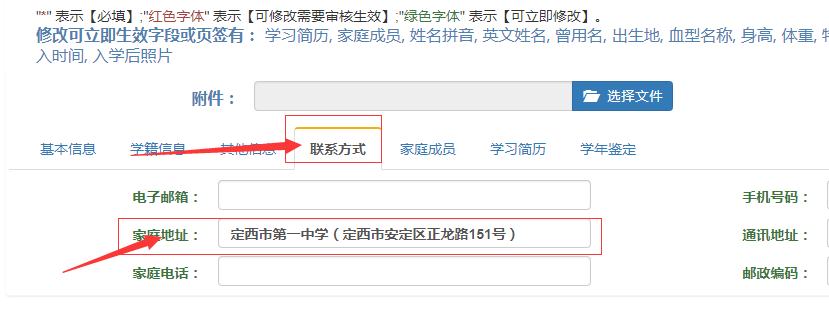 "*" 表示【必填】;"红色字体" 表示【可修改需要审核生效】;"绿色字体" 表示【可立即修改】。
修改可立即生效字段或页签有： 学习简历, 家庭成员, 姓名拼音, 英文姓名, 曾用名, 出生地, 血型名称, 身高, 体重,
入时间, 入学后照片
附件： 选择文件
基本信息 学籍信息 其他信息 联系方式 家庭成员 学习简历 学年鉴定
电子邮箱： 手机号码：
家庭地址： 定西市第一中学（定西市安定区正龙路151号） 通讯地址：
家庭电话： 邮政编码：